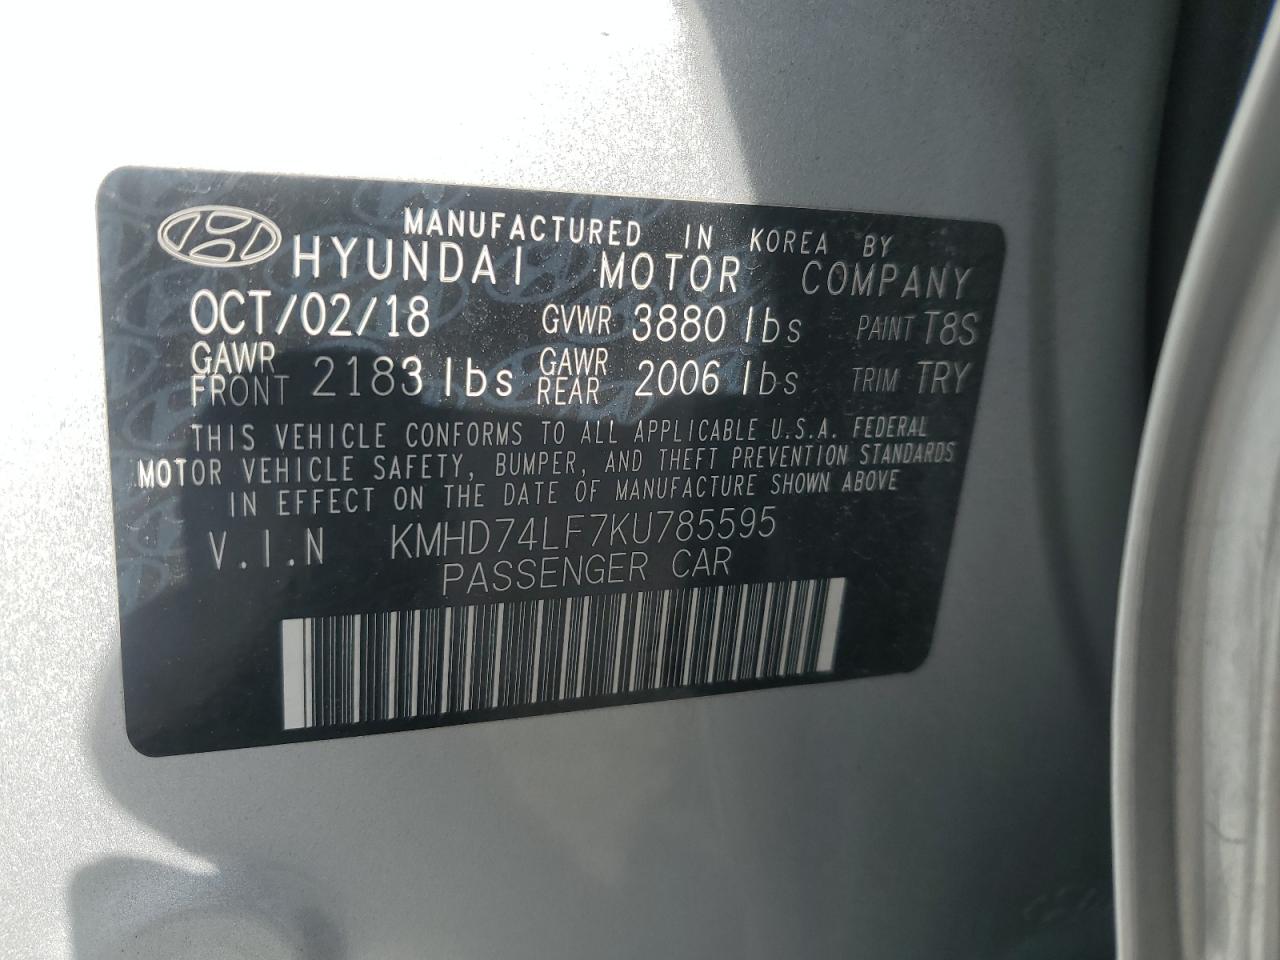 MANUFACTURED IN KOREA BY
HYUNDAI MOTOR COMPANY
OCT/02/18 GVWR 3880 lbs PAINT T8S
GAWR FRONT 2183 lbs GAWR REAR 2006 lbs TRIM TRY
THIS VEHICLE CONFORMS TO ALL APPLICABLE U.S.A. FEDERAL
MOTOR VEHICLE SAFETY, BUMPER, AND THEFT PREVENTION STANDARDS
IN EFFECT ON THE DATE OF MANUFACTURE SHOWN ABOVE
V.I.N KMHD74LF7KU785595
PASSENGER CAR